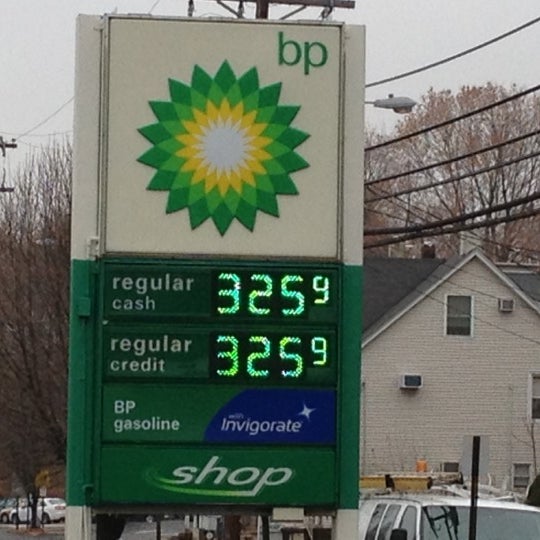 bp
regular
cash 3259
regular
credit 3259
BP
gasoline
with
Invigorate
shop